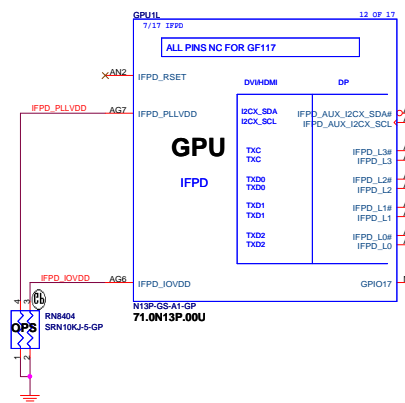 GPU1L 12 OF 17
7/17 IFPD
ALL PINS NC FOR GF117
AN2 IFPD_RSET
DVI/HDMI DP
IFPD_PLLVDD AG7 IFPD_PLLVDD
I2CX_SDA IFPD_AUX_I2CX_SDA#
I2CX_SCL IFPD_AUX_I2CX_SCL
GPU
TXC IFPD_L3#
TXC IFPD_L3
IFPD
TXD0 IFPD_L2#
TXD0 IFPD_L2
TXD1 IFPD_L1#
TXD1 IFPD_L1
TXD2 IFPD_L0#
TXD2 IFPD_L0
IFPD_IOVDD AG6 IFPD_IOVDD GPIO17
4 3
N13P-GS-A1-GP
71.0N13P.00U
RN8404
OPS SRN10KJ-5-GP
1 2